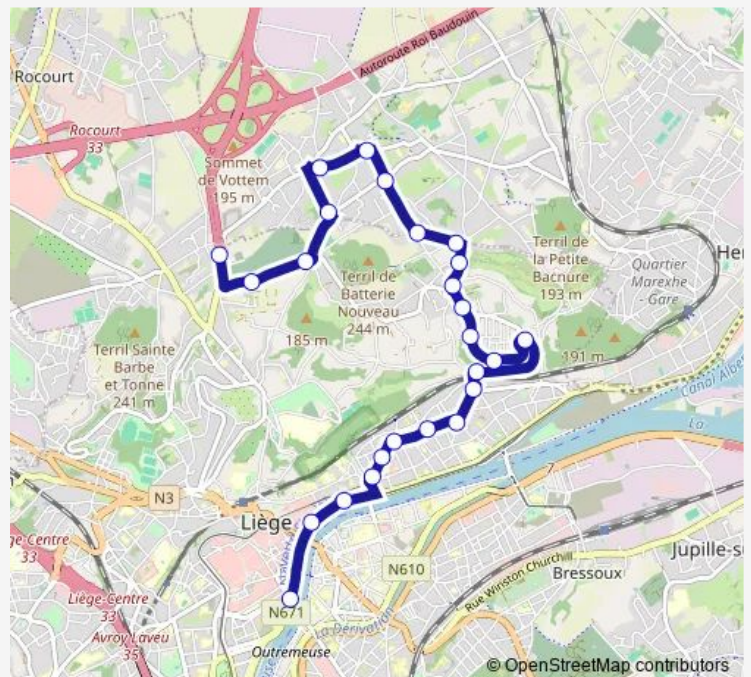 Autoroute Roi Baudouin
Rocourt
Rocourt
33
Sommet
de Vottem
195 m
Terril de
la Petite
Bacnure
193 m
Quartier
Marexhe
- Gare
Terril de
Batterie
Nouveau
244 m
185 m
191 m
Terril Sainte
Barbe
et Tonne
241 m
Canal Albe
La
N3
Liège
ge-Centre
33
N610
Rue Winston Churchill
Bressoux
Jupille-s
Liège-Centre
33
N671
La Dérivation
Avroy Laveu
35
Outremeuse
© OpenStreetMap contributors